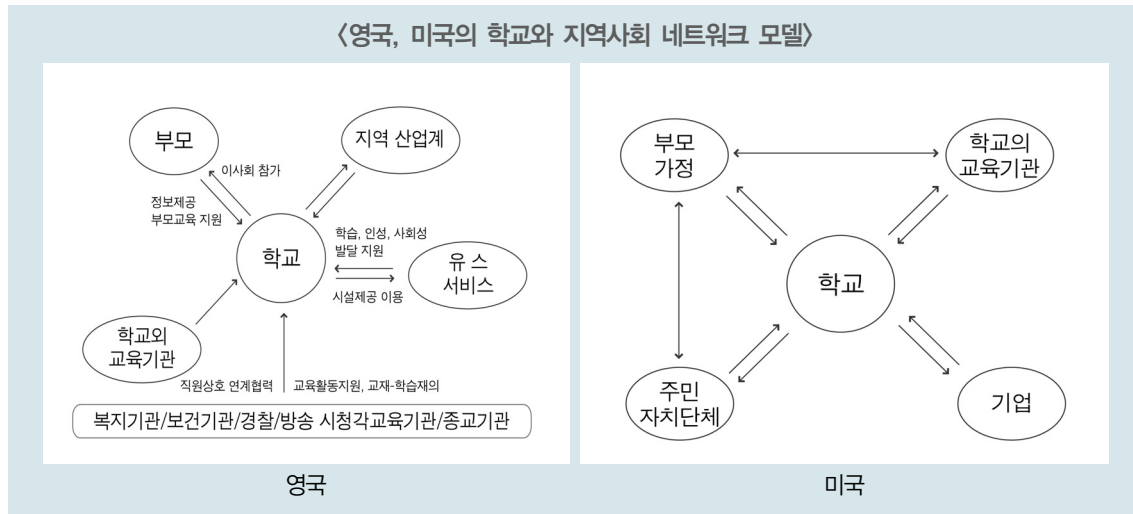 〈영국, 미국의 학교와 지역사회 네트워크 모델〉
부모
지역 산업계
이사회 참가
정보제공
부모교육 지원
학교
학습, 인성, 사회성
발달 지원
유 스
서비스
시설제공 이용
학교외
교육기관
직원상호 연계협력
교육활동지원, 교재-학습재의
복지기관/보건기관/경찰/방송 시청각교육기관/종교기관
영국
부모
가정
학교의
교육기관
학교
주민
자치단체
기업
미국